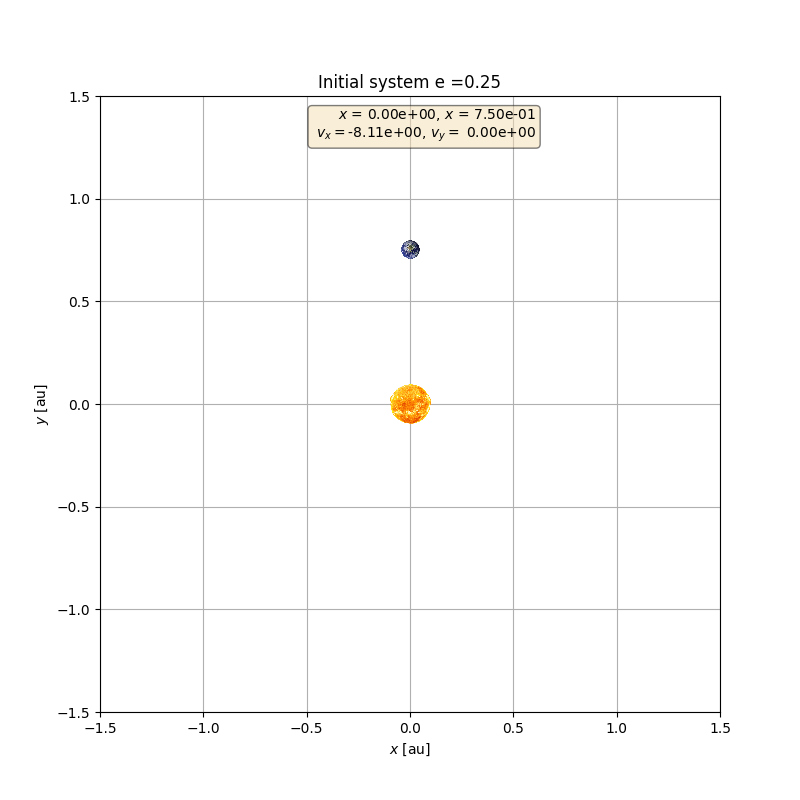 Initial system e =0.25
x = 0.00e+00, x = 7.50e-01
vₓ =-8.11e+00, v_y = 0.00e+00
1.5
1.0
0.5
0.0
−0.5
−1.0
−1.5
y [au]
−1.5 −1.0 −0.5 0.0 0.5 1.0 1.5
x [au]